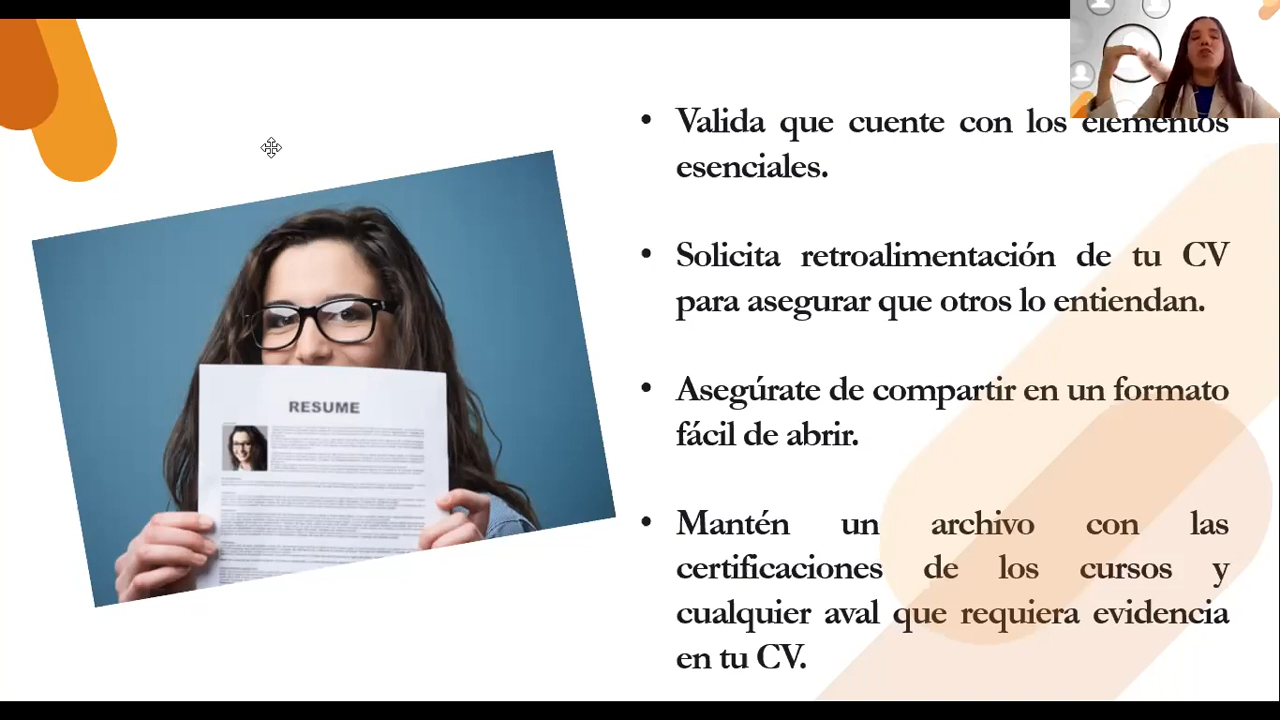 • Valida que cuente con los elementos
esenciales.
• Solicita retroalimentación de tu CV
para asegurar que otros lo entiendan.
• Asegúrate de compartir en un formato
fácil de abrir.
• Mantén un archivo con las
certificaciones de los cursos y
cualquier aval que requiera evidencia
en tu CV.
RESUME